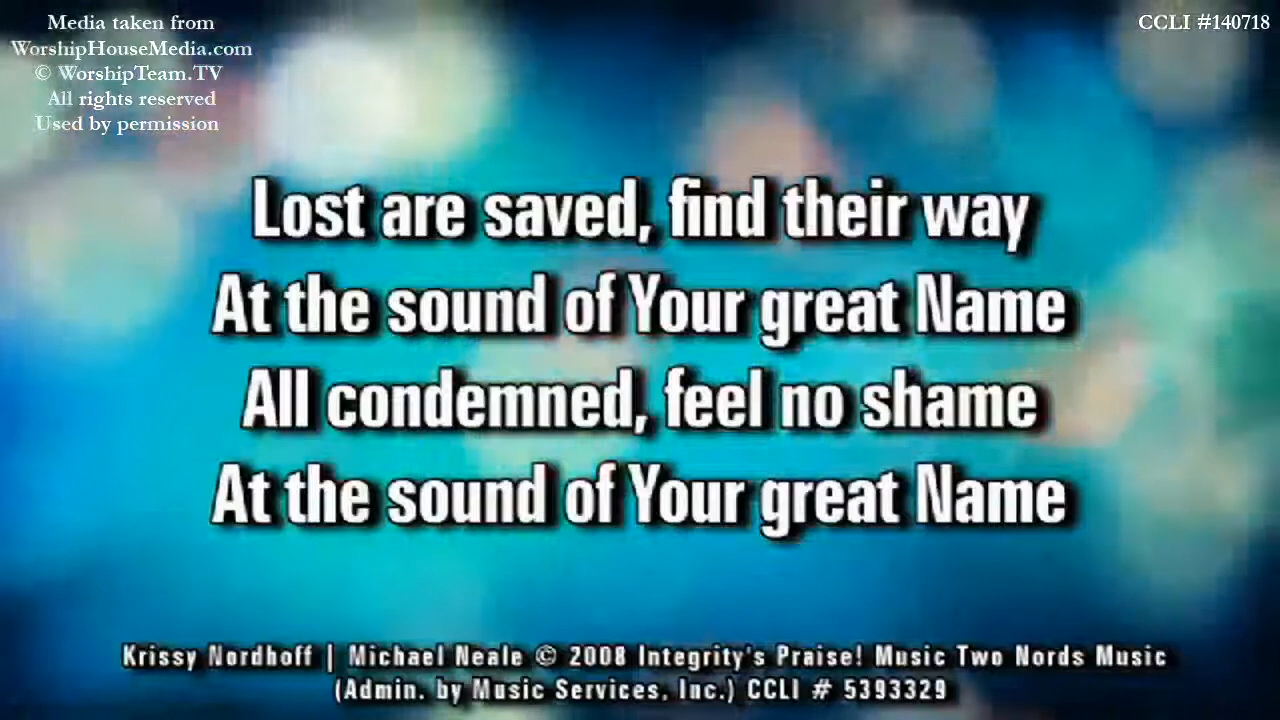 Media taken from
WorshipHouseMedia.com
© WorshipTeam.TV
All rights reserved
Used by permission
CCLI #140718
Lost are saved, find their way
At the sound of Your great Name
All condemned, feel no shame
At the sound of Your great Name
Krissy Nordhoff | Michael Neale © 2008 Integrity's Praise! Music Two Nords Music
(Admin. by Music Services, Inc.) CCLI # 5393329